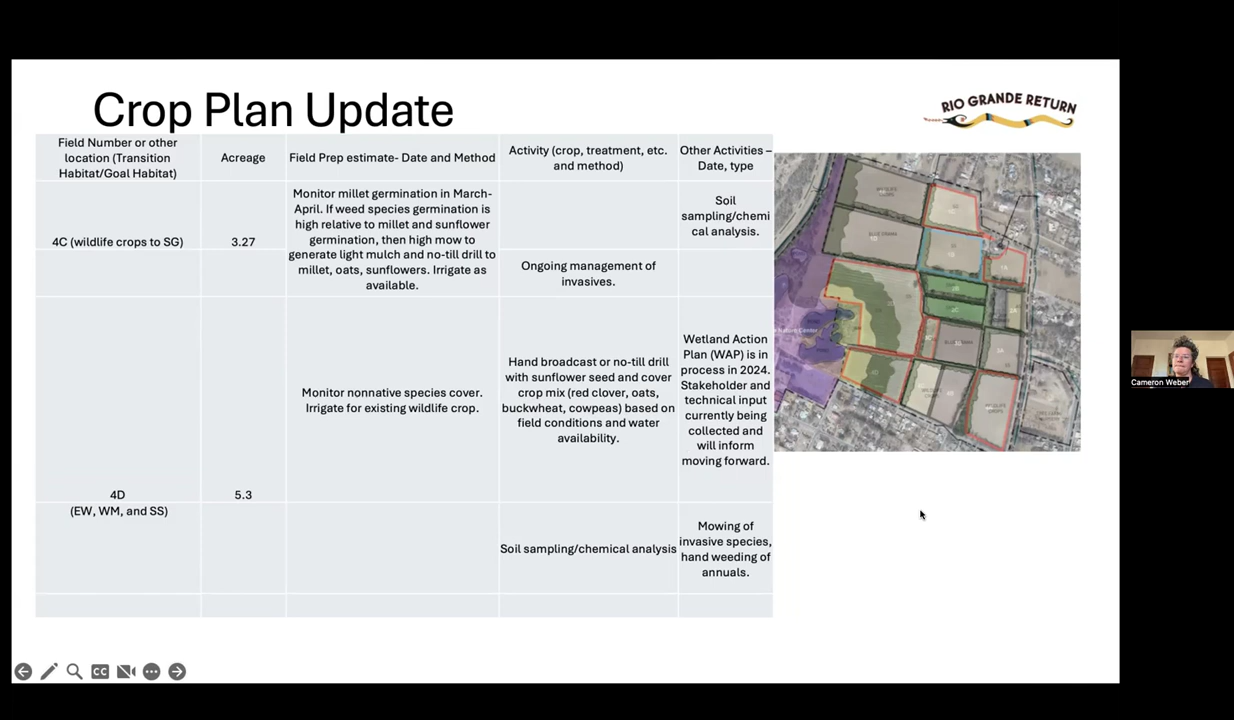 Crop Plan Update
RIO GRANDE RETURN
Field Number or other
location (Transition
Habitat/Goal Habitat)
Acreage
Field Prep estimate- Date and Method
Activity (crop, treatment, etc.
and method)
Other Activities –
Date, type
4C (wildlife crops to SG)
3.27
Monitor millet germination in March-
April. If weed species germination is
high relative to millet and sunflower
germination, then high mow to
generate light mulch and no-till drill to
millet, oats, sunflowers. Irrigate as
available.
Soil
sampling/chemi
cal analysis.
Ongoing management of
invasives.
4D
(EW, WM, and SS)
5.3
Monitor nonnative species cover.
Irrigate for existing wildlife crop.
Hand broadcast or no-till drill
with sunflower seed and cover
crop mix (red clover, oats,
buckwheat, cowpeas) based on
field conditions and water
availability.
Wetland Action
Plan (WAP) is in
process in 2024.
Stakeholder and
technical input
currently being
collected and
will inform
moving forward.
Soil sampling/chemical analysis
Mowing of
invasive species,
hand weeding of
annuals.
Nature Center
CC
Cameron Weber